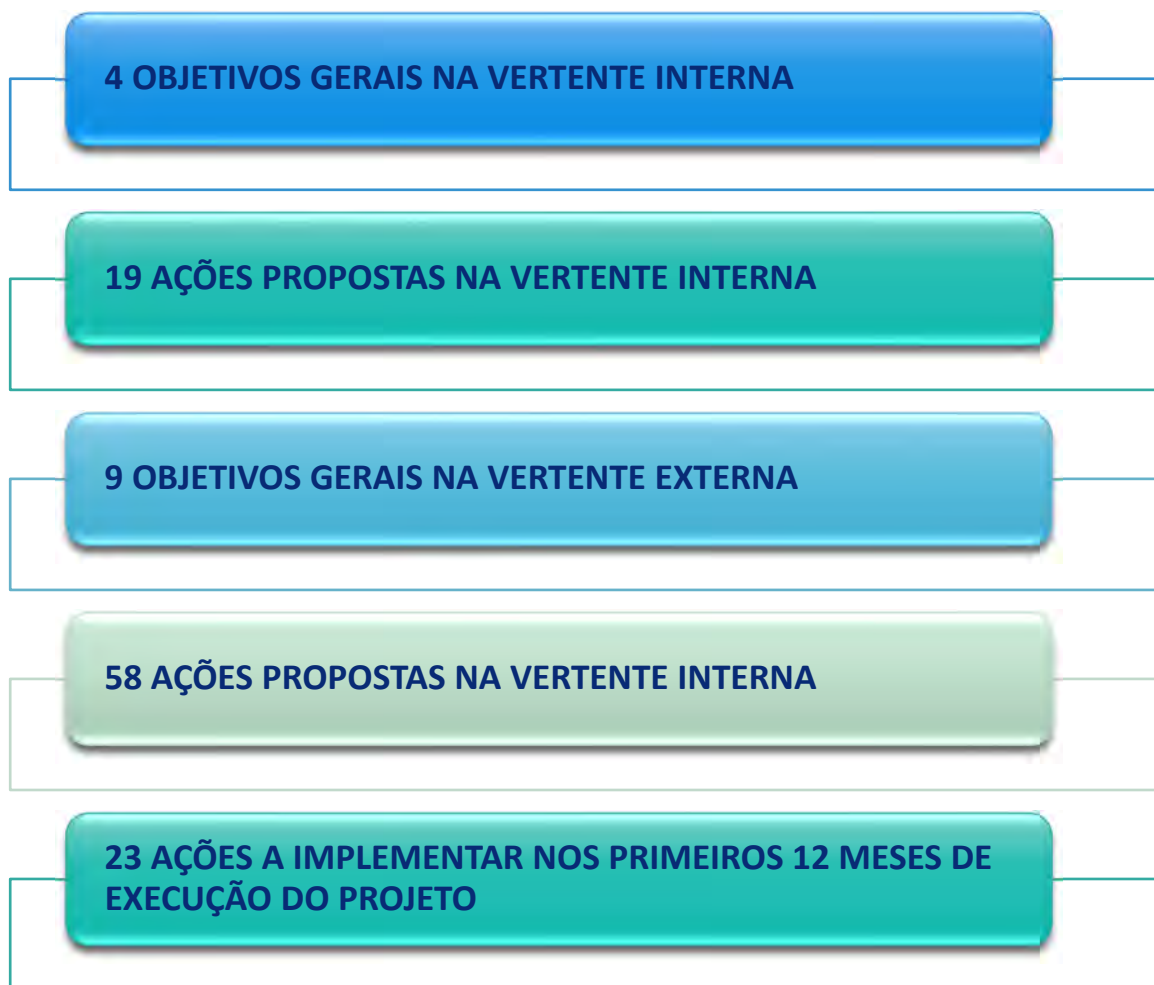 4 OBJETIVOS GERAIS NA VERTENTE INTERNA
19 AÇÕES PROPOSTAS NA VERTENTE INTERNA
9 OBJETIVOS GERAIS NA VERTENTE EXTERNA
58 AÇÕES PROPOSTAS NA VERTENTE INTERNA
23 AÇÕES A IMPLEMENTAR NOS PRIMEIROS 12 MESES DE
EXECUÇÃO DO PROJETO